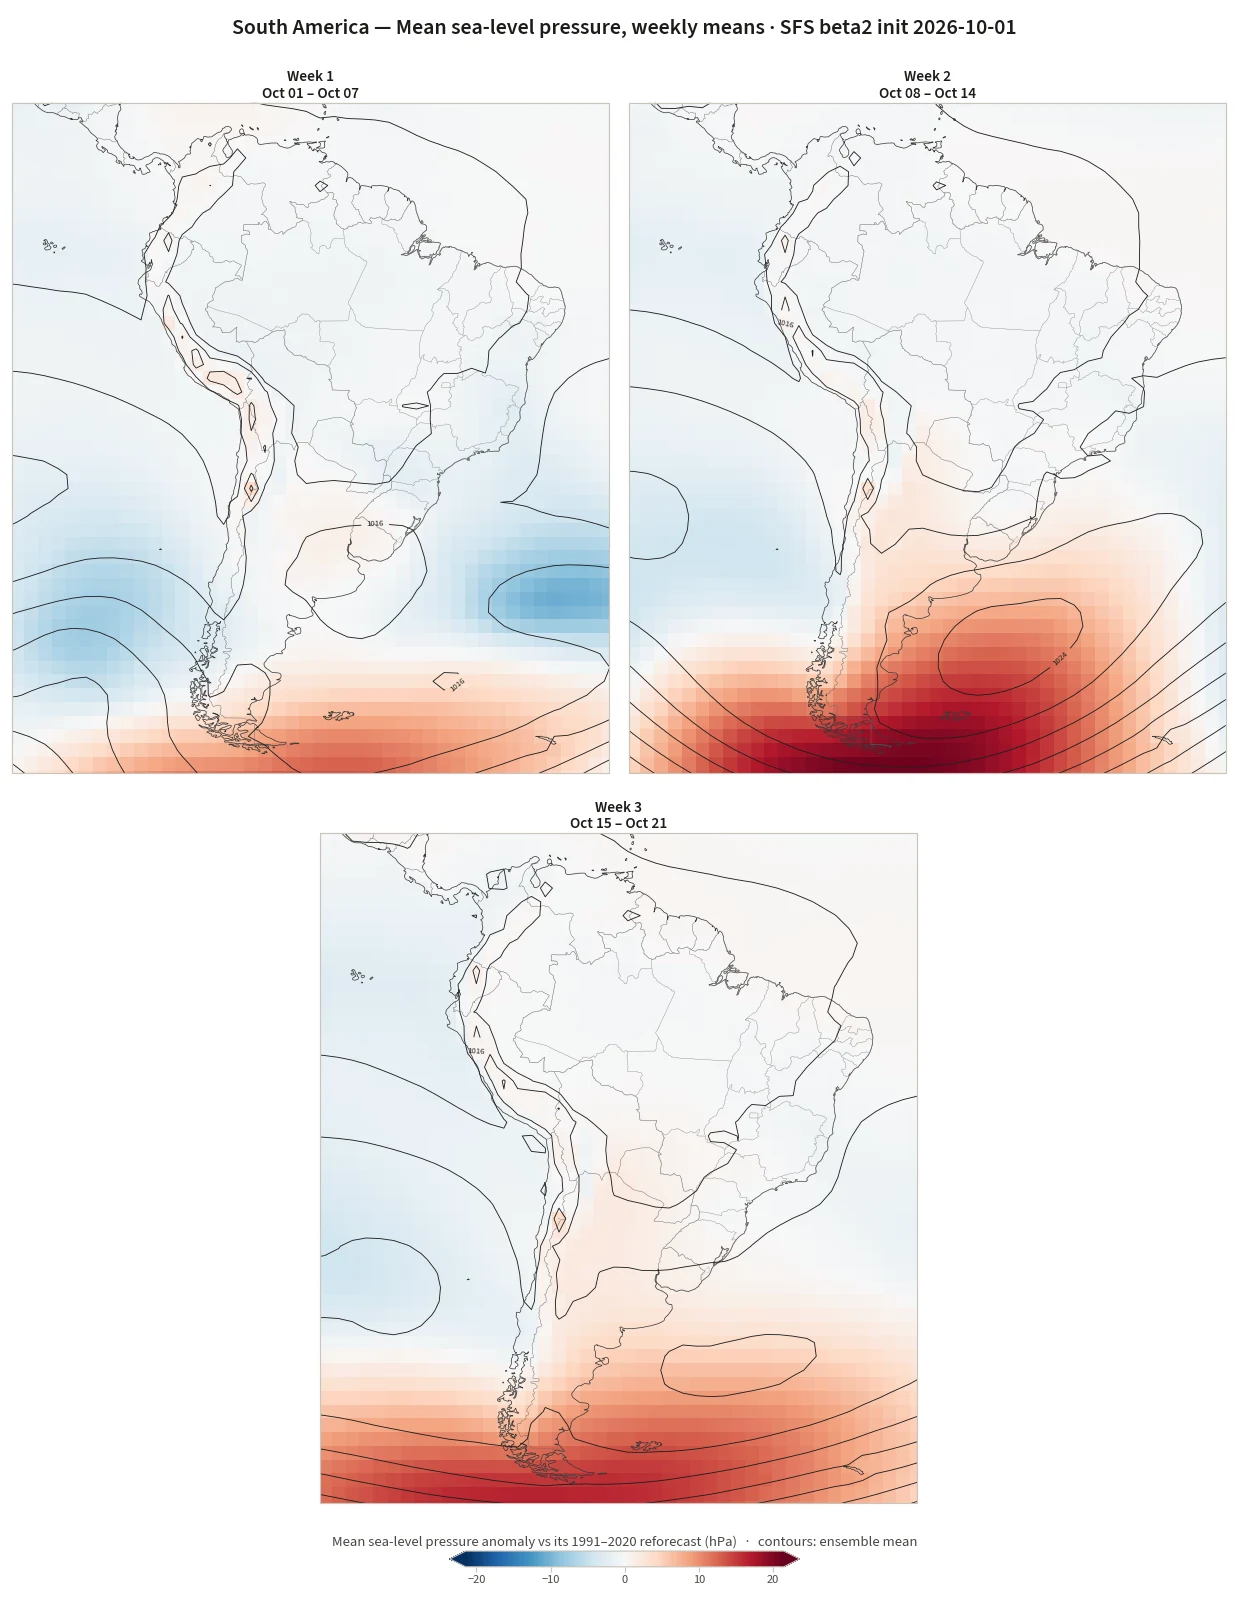 South America — Mean sea-level pressure, weekly means · SFS beta2 init 2026-10-01
Week 1
Oct 01 – Oct 07
Week 2
Oct 08 – Oct 14
1016
1016
1016
1024
Week 3
Oct 15 – Oct 21
1016
Mean sea-level pressure anomaly vs its 1991–2020 reforecast (hPa) · contours: ensemble mean
−20 −10 0 10 20